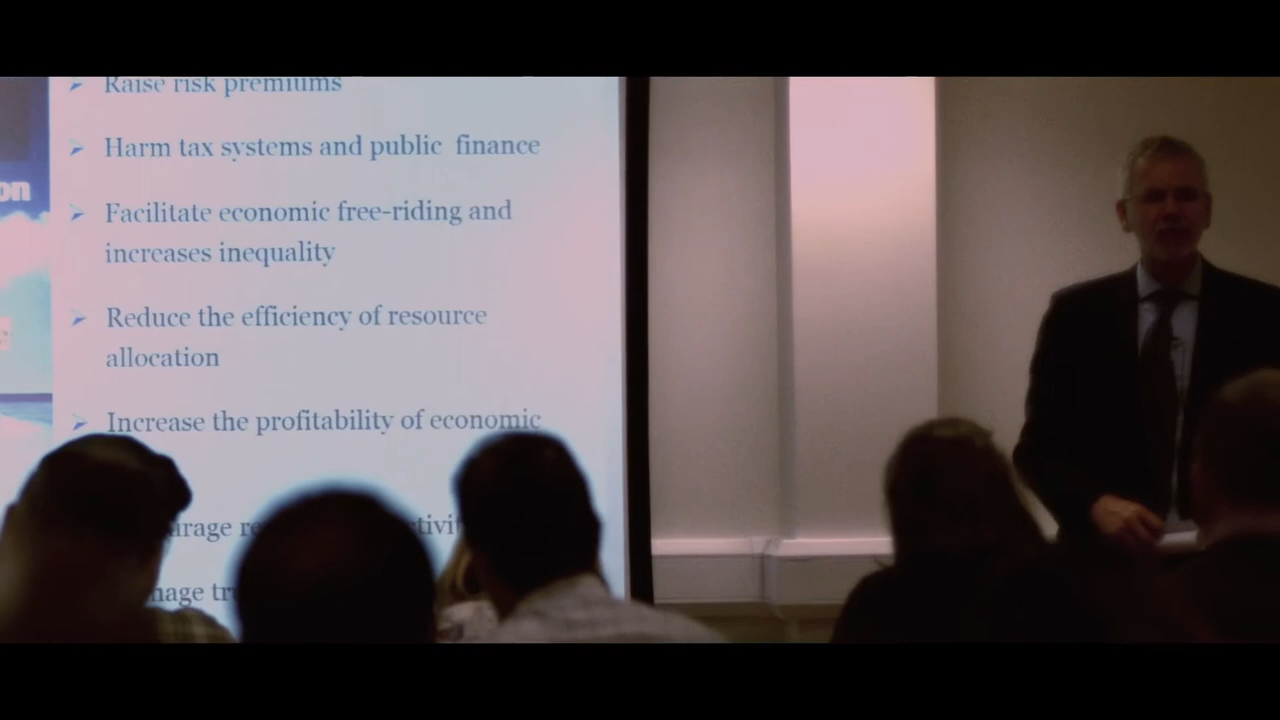 on
Raise risk premiums
Harm tax systems and public finance
Facilitate economic free-riding and
increases inequality
Reduce the efficiency of resource
allocation
Increase the profitability of economic